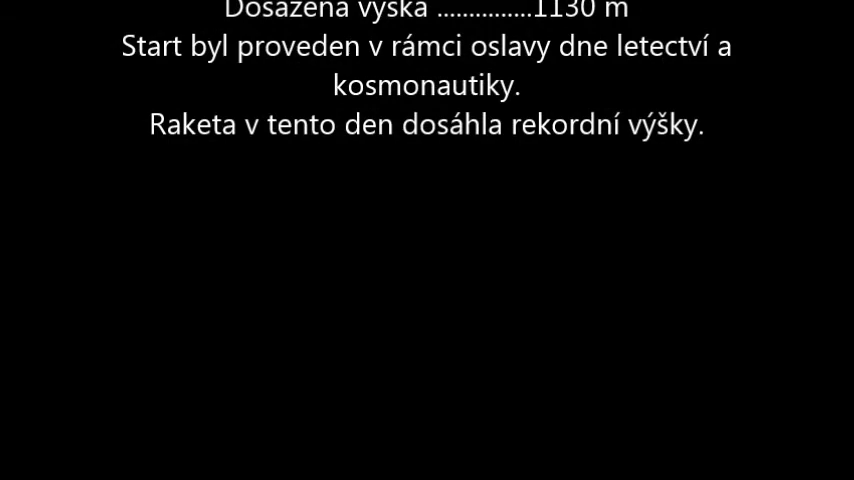 Dosažená výška ...............1130 m
Start byl proveden v rámci oslavy dne letectví a
kosmonautiky.
Raketa v tento den dosáhla rekordní výšky.